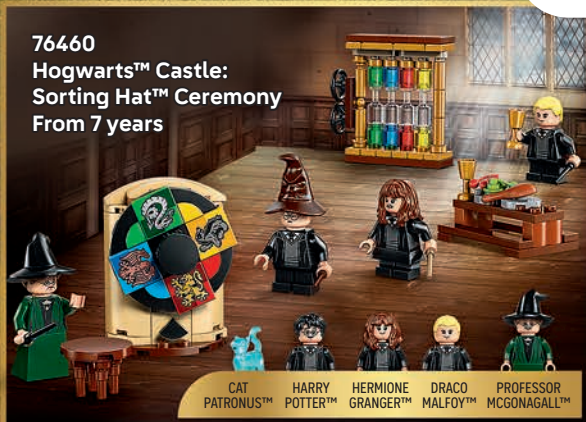 76460
Hogwarts™ Castle:
Sorting Hat™ Ceremony
From 7 years
CAT
PATRONUS™
HARRY
POTTER™
HERMIONE
GRANGER™
DRACO
MALFOY™
PROFESSOR
MCGONAGALL™